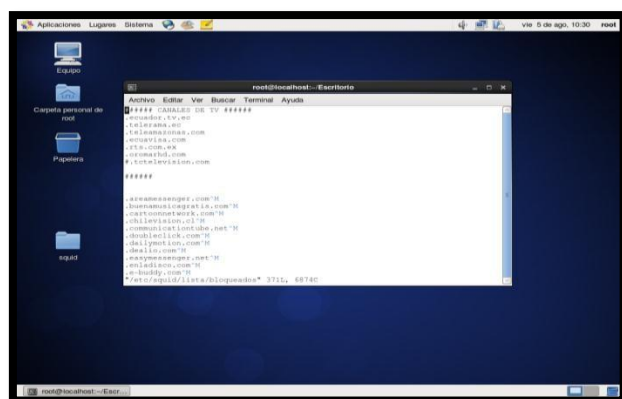 Aplicaciones Lugares Sistema
vie 5 de ago, 10:30 root
Equipo
Carpeta personal de root
Papelera
squid
root@localhost:~/Escritorio
Archivo Editar Ver Buscar Terminal Ayuda
###### CANALES DE TV ######
.ecuador.tv.ec
.telerama.ec
.teleamazonas.com
.ecuavisa.com
.rts.com.ex
.oromarhd.com
#.tctelevision.com
######
.areamessenger.com^M
.buenamusicagratis.com^M
.cartoonnetwork.com^M
.chilevision.cl^M
.communicationtube.net^M
.doubleclick.com^M
.dailymotion.com^M
.dealio.com^M
.easymessenger.net^M
.enladisco.com^M
.e-buddy.com^M
"/etc/squid/lista/bloqueados" 371L, 6874C
root@localhost:~/Escr...